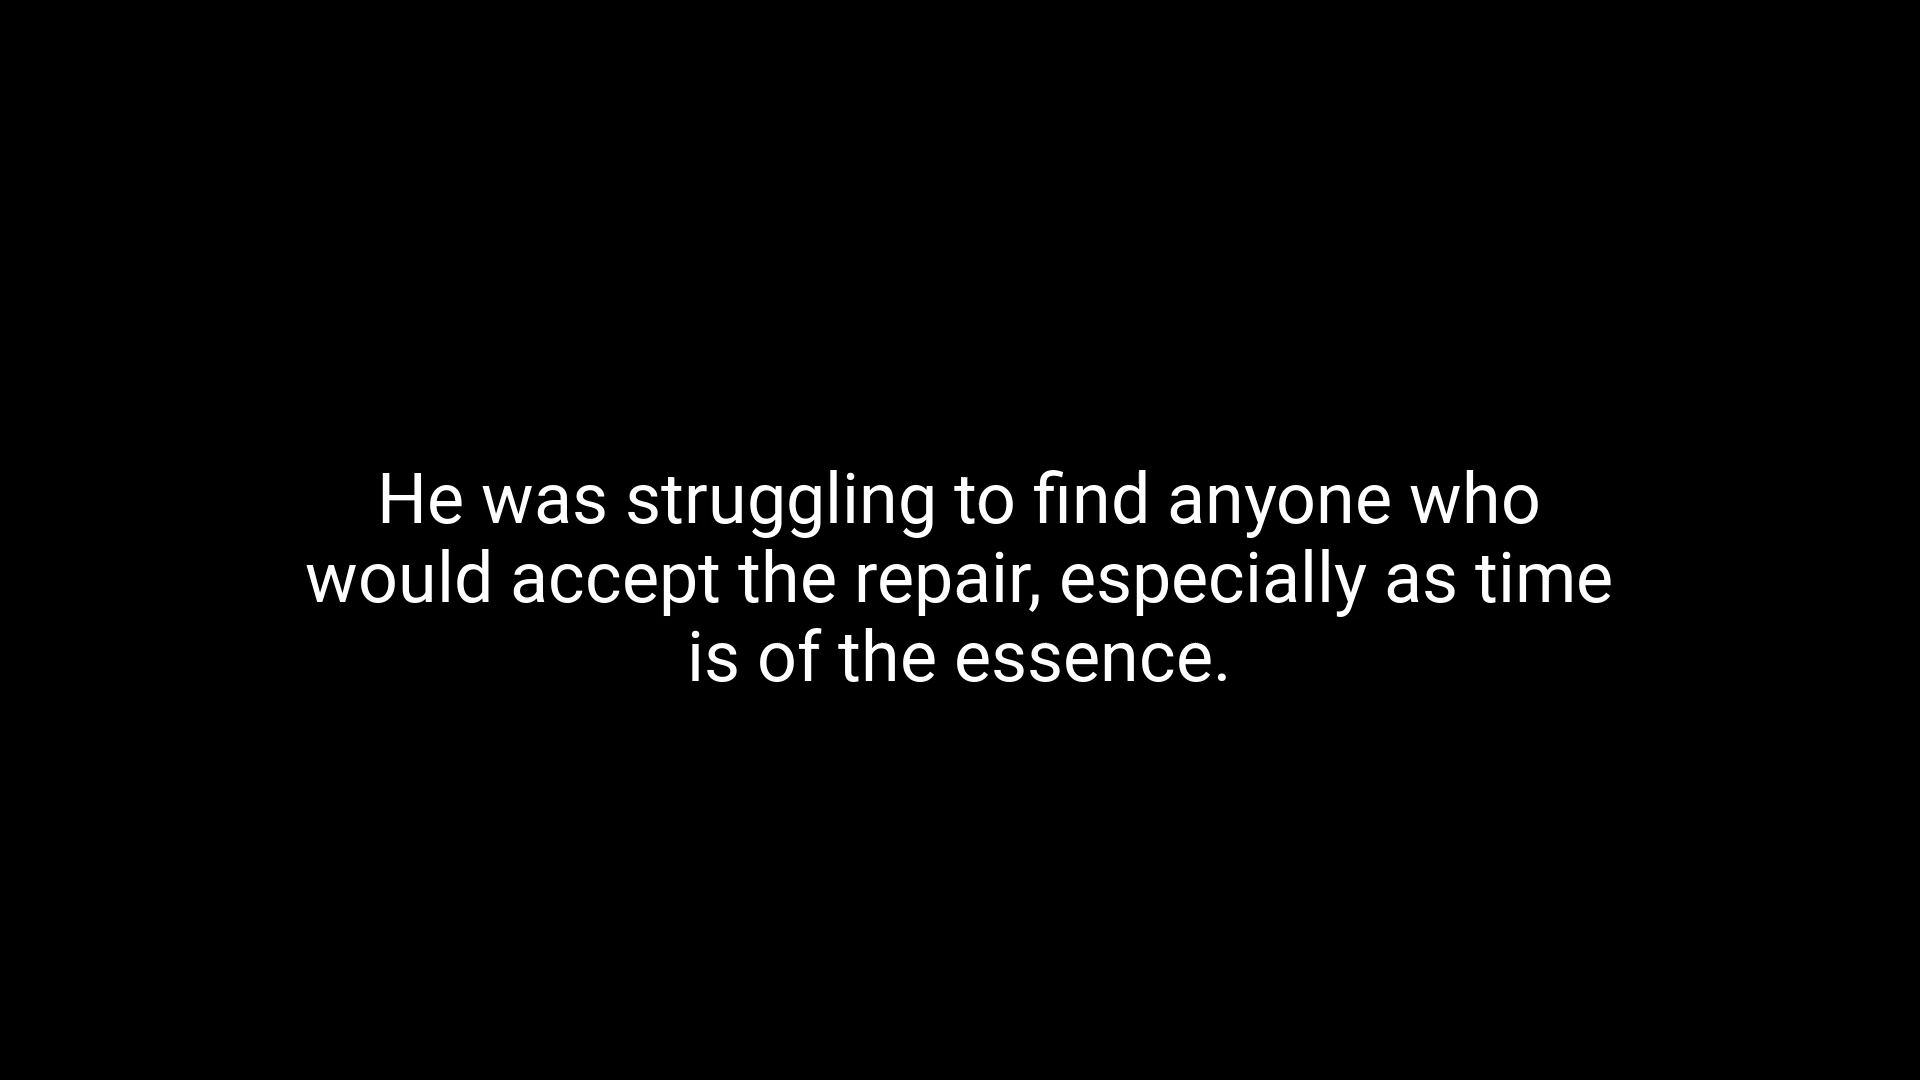 He was struggling to find anyone who
would accept the repair, especially as time
is of the essence.